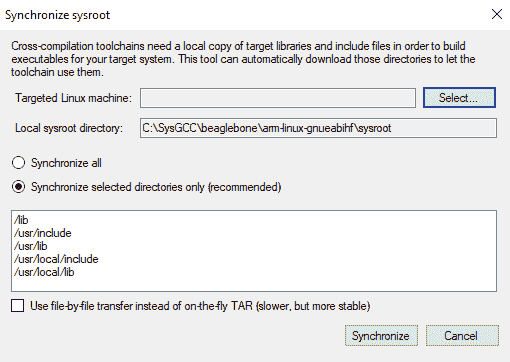 Synchronize sysroot
Cross-compilation toolchains need a local copy of target libraries and include files in order to build
executables for your target system. This tool can automatically download those directories to let the
toolchain use them.
Targeted Linux machine:
Select...
Local sysroot directory:
C:\SysGCC\beaglebone\arm-linux-gnueabihf\sysroot
Synchronize all
Synchronize selected directories only (recommended)
/lib
/usr/include
/usr/lib
/usr/local/include
/usr/local/lib
Use file-by-file transfer instead of on-the-fly TAR (slower, but more stable)
Synchronize
Cancel